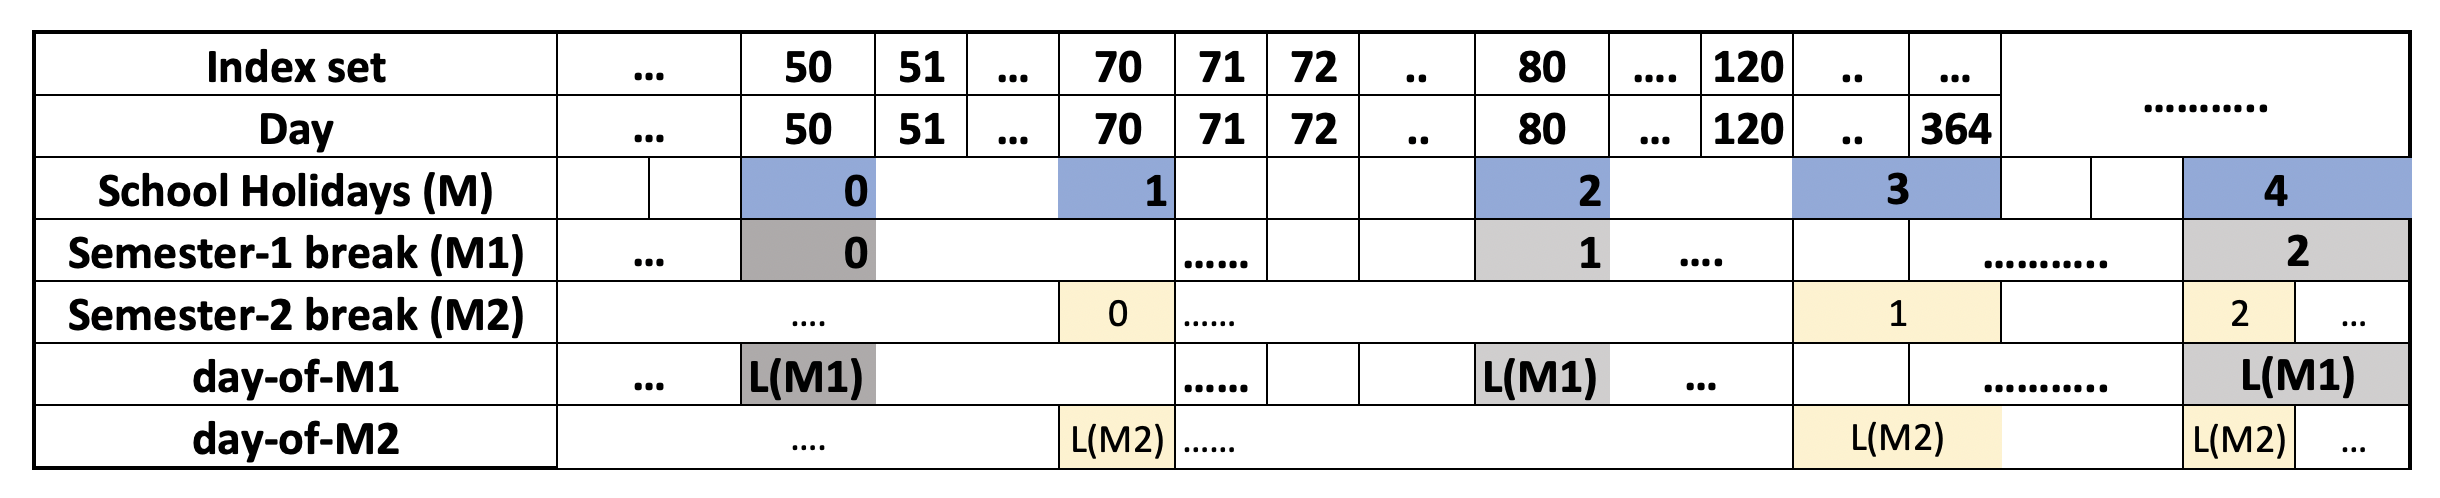 Index set … 50 51 … 70 71 72 .. 80 …. 120 .. …
………..
Day … 50 51 … 70 71 72 .. 80 … 120 .. 364
School Holidays (M) 0 1 2 3 4
Semester-1 break (M1) … 0 …… 1 …. ……….. 2
Semester-2 break (M2) …. 0 …… 1 2 …
day-of-M1 … L(M1) …… L(M1) … ……….. L(M1)
day-of-M2 …. L(M2) …… L(M2) L(M2) …